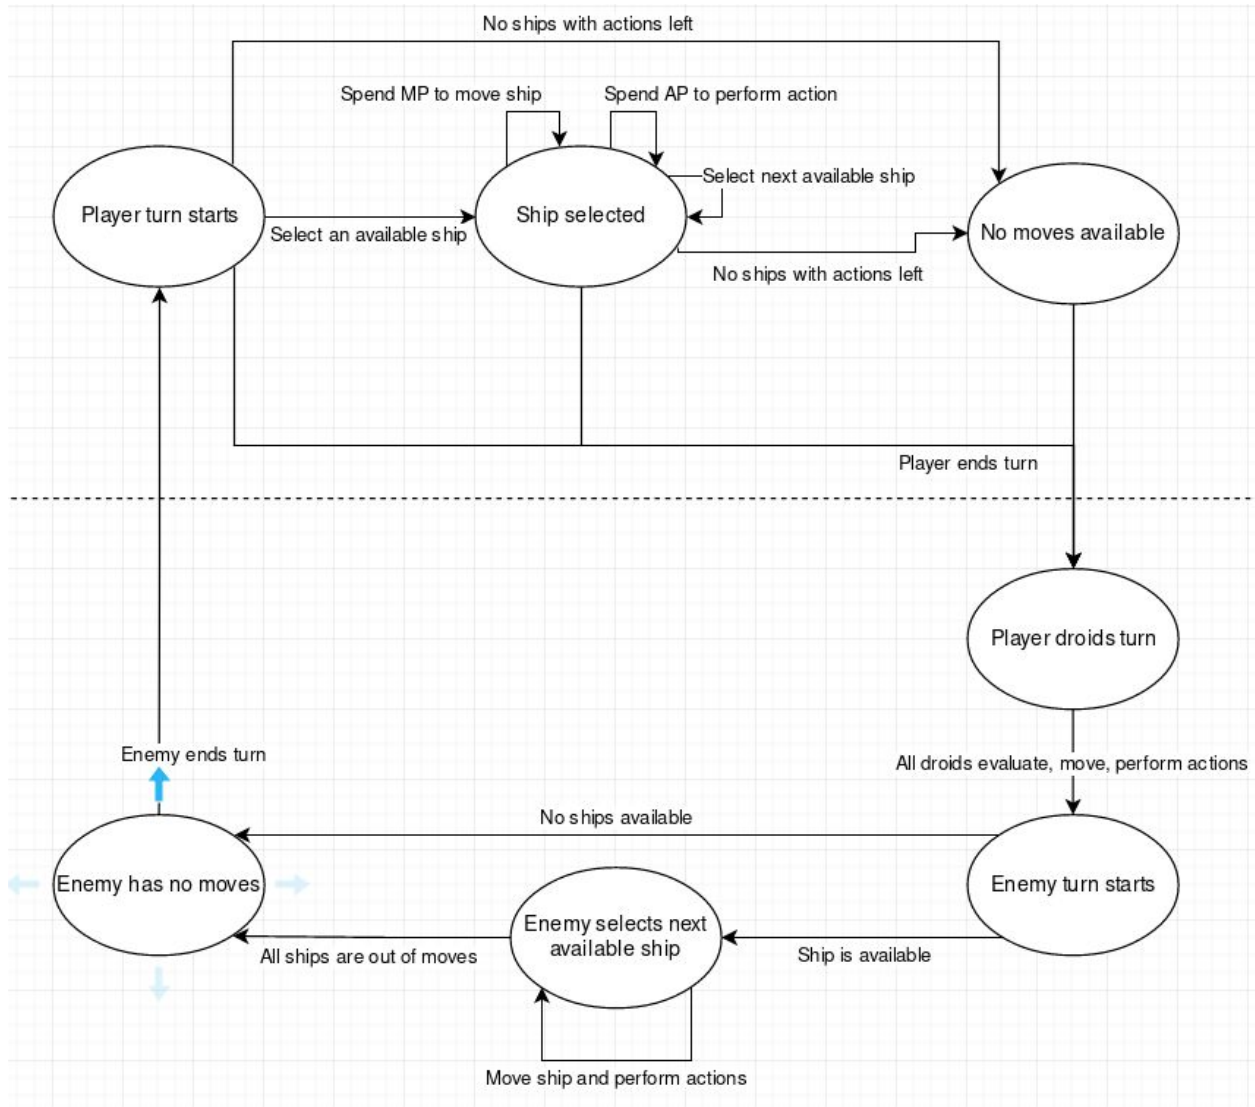 No ships with actions left
Spend MP to move ship
Spend AP to perform action
Select next available ship
Player turn starts
Ship selected
No moves available
Select an available ship
No ships with actions left
Player ends turn
Player droids turn
Enemy ends turn
All droids evaluate, move, perform actions
No ships available
Enemy has no moves
Enemy turn starts
Enemy selects next
available ship
All ships are out of moves
Ship is available
Move ship and perform actions